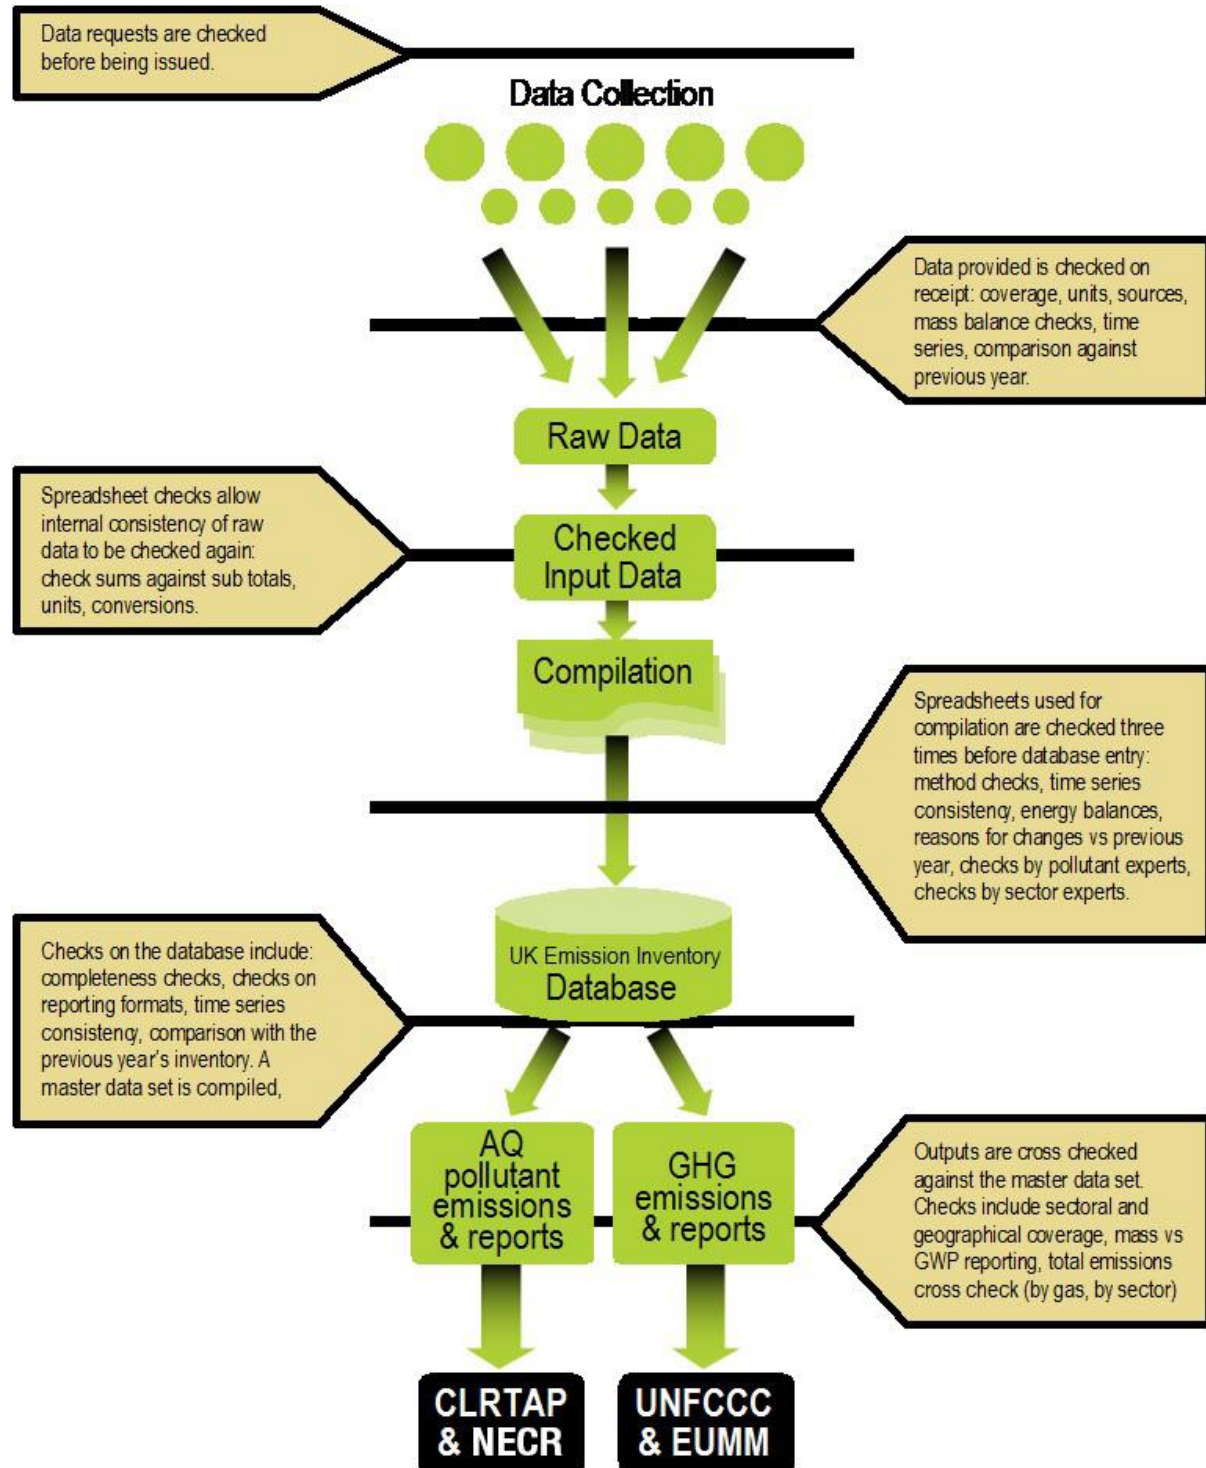 Data requests are checked
before being issued.
Data Collection
Data provided is checked on
receipt: coverage, units, sources,
mass balance checks, time
series, comparison against
previous year.
Raw Data
Spreadsheet checks allow
internal consistency of raw
data to be checked again:
check sums against sub totals,
units, conversions.
Checked
Input Data
Compilation
Spreadsheets used for
compilation are checked three
times before database entry:
method checks, time series
consistency, energy balances,
reasons for changes vs previous
year, checks by pollutant experts,
checks by sector experts.
UK Emission Inventory
Database
Checks on the database include:
completeness checks, checks on
reporting formats, time series
consistency, comparison with the
previous year's inventory. A
master data set is compiled,
AQ
pollutant
emissions
& reports
GHG
emissions
& reports
Outputs are cross checked
against the master data set.
Checks include sectoral and
geographical coverage, mass vs
GWP reporting, total emissions
cross check (by gas, by sector)
CLRTAP
& NECR
UNFCCC
& EUMM